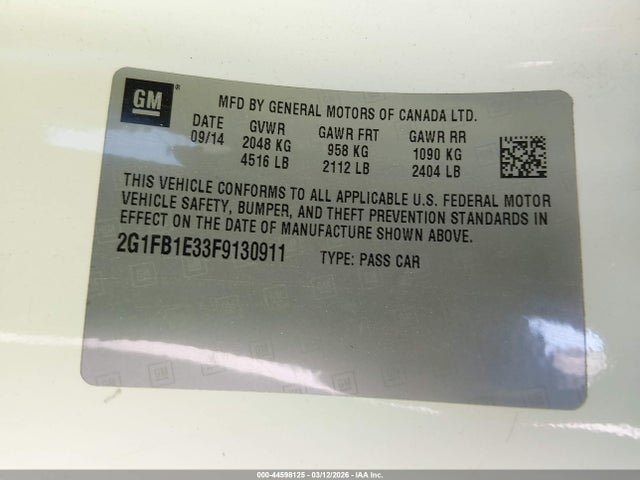 GM
®
MFD BY GENERAL MOTORS OF CANADA LTD.
DATE GVWR GAWR FRT GAWR RR
09/14 2048 KG 958 KG 1090 KG
4516 LB 2112 LB 2404 LB
THIS VEHICLE CONFORMS TO ALL APPLICABLE U.S. FEDERAL MOTOR
VEHICLE SAFETY, BUMPER, AND THEFT PREVENTION STANDARDS IN
EFFECT ON THE DATE OF MANUFACTURE SHOWN ABOVE.
2G1FB1E33F9130911 TYPE: PASS CAR
000-44598125 - 03/12/2026 - IAA Inc.